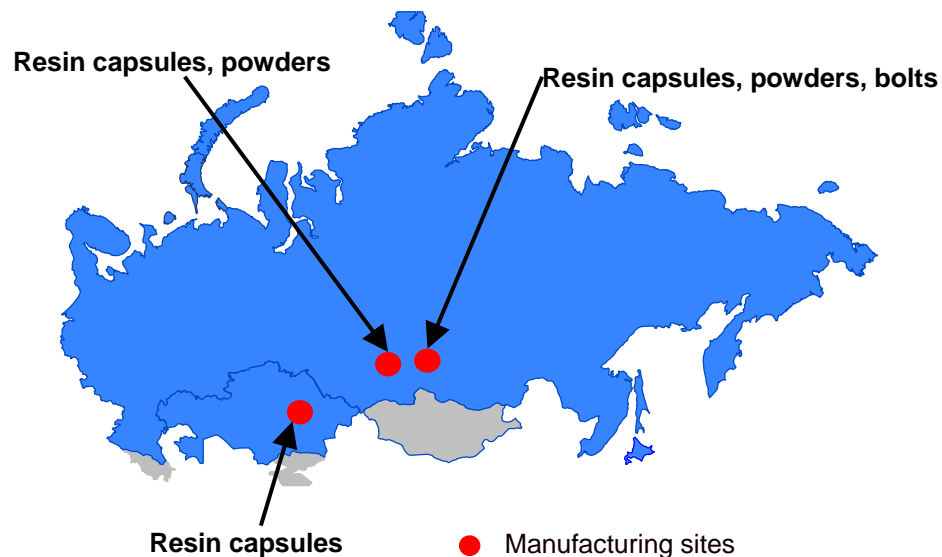 Resin capsules, powders
Resin capsules, powders, bolts
Resin capsules
Manufacturing sites